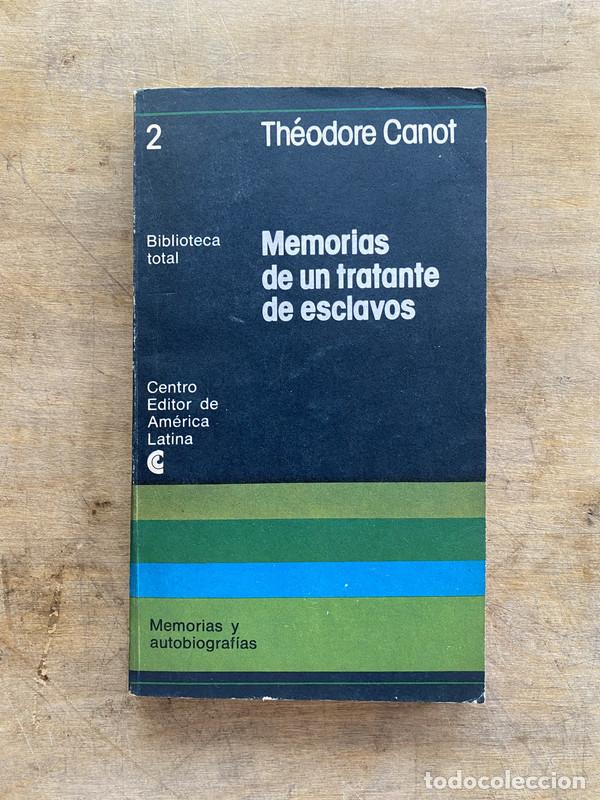 2
Théodore Canot
Biblioteca
total
Memorias
de un tratante
de esclavos
Centro
Editor de
América
Latina
Memorias y
autobiografías
todocoleccion